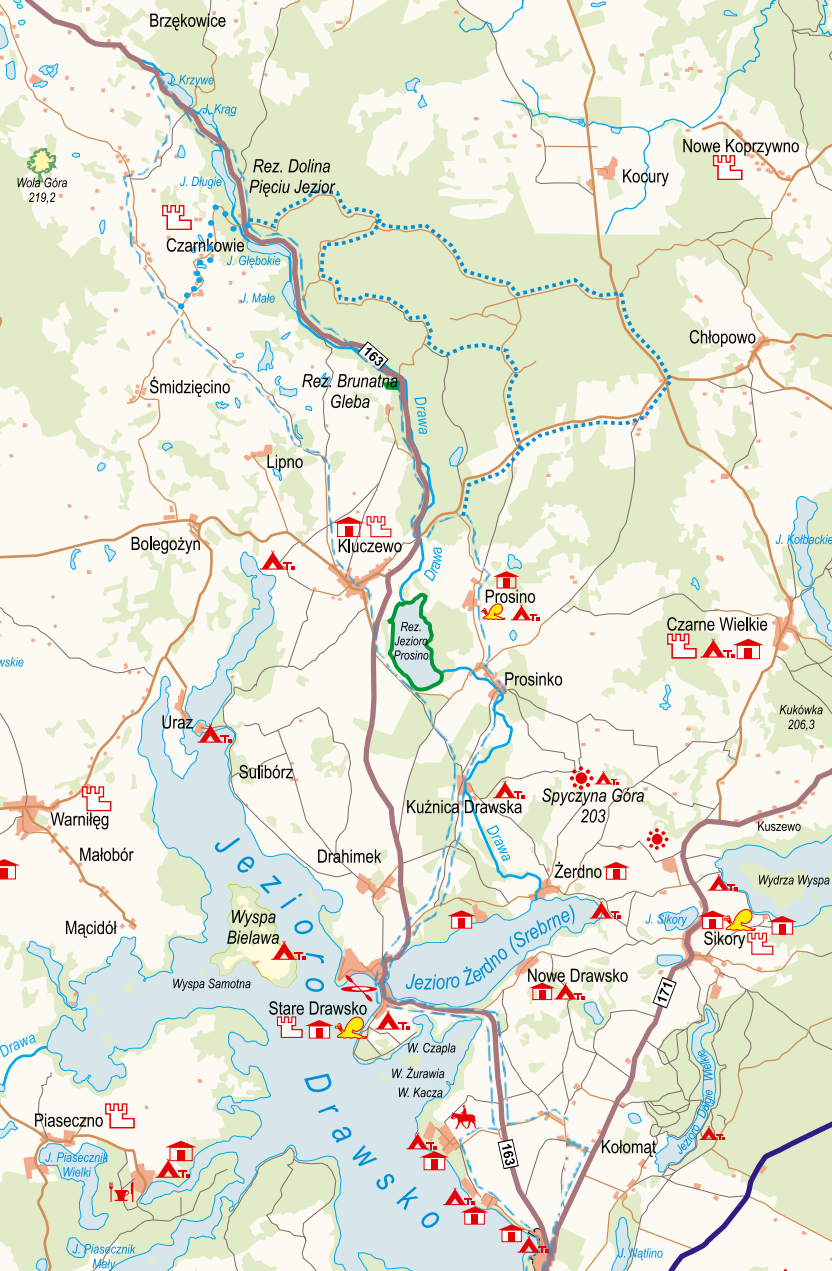 Brzękowice
J. Krzywe
J. Krąg
Nowe Koprzywno
Rez. Dolina
Pięciu Jezior
Kocury
Wola Góra
219,2
J. Długie
Czarnkowie
J. Głębokie
J. Małe
Chłopowo
163
Śmidzięcino
Rez. Brunatna
Gleba
Drawa
Lipno
Bolegożyn
Kluczewo
J. Kołbackie
Drawa
Prosino
Rez.
Jezioro
Prosino
Czarne Wielkie
wskie
Prosinko
Kukówka
206,3
Uraz
Sulibórz
Spyczyna Góra
203
Kuźnica Drawska
Warniłęg
Kuszewo
Drawa
Małobór
Drahimek
Żerdno
Wydrza Wyspa
Jezioro
Wyspa
Bielawa
J. Sikory
MąciDół
Sikory
Jezioro Żerdno (Srebrne)
Wyspa Samotna
Nowe Drawsko
171
Stare Drawsko
Drawa
W. Czapla
W. Żurawia
W. Kacza
Drawsko
Jezioro Długie Wielkie
Piaseczno
163
Kołomąt
J. Piasecznik
Wielki
J. Piasecznik
Mały
J. Nątlino